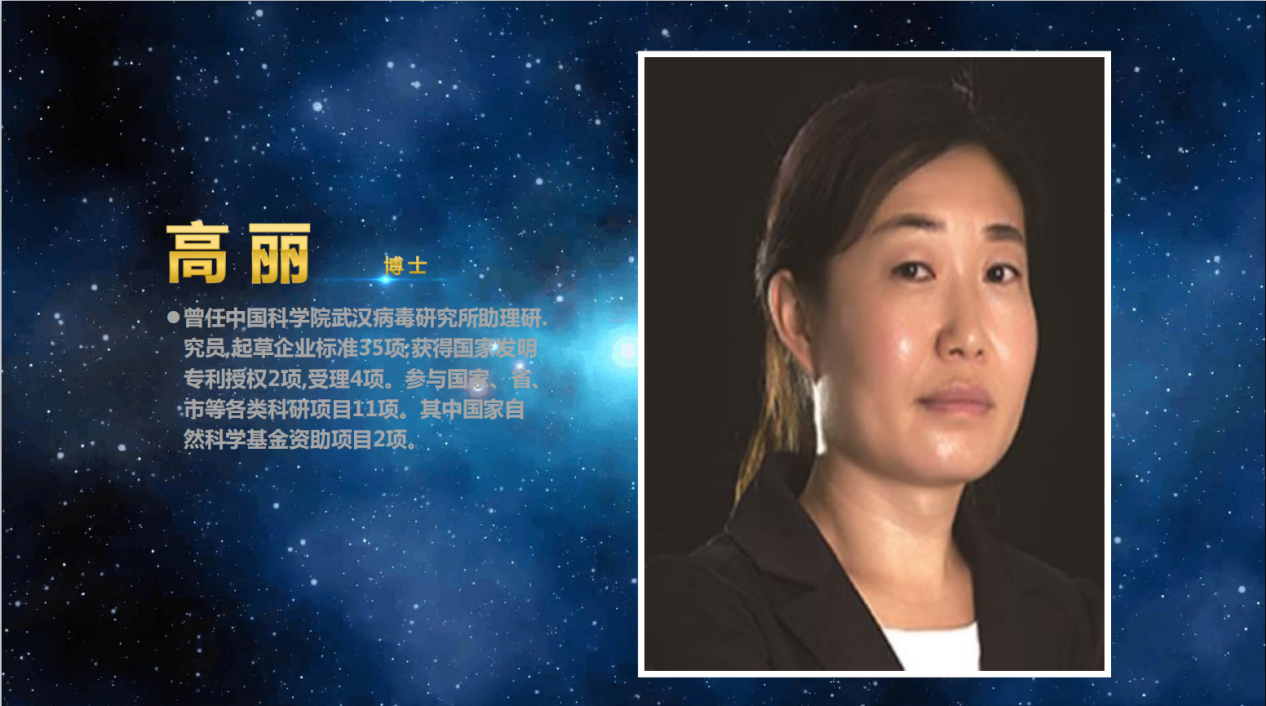 高丽
博士
●曾任中国科学院武汉病毒研究所助理研.
究员,起草企业标准35项;获得国家发明
专利授权2项,受理4项。参与国家、省、
市等各类科研项目11项。其中国家自
然科学基金资助项目2项。